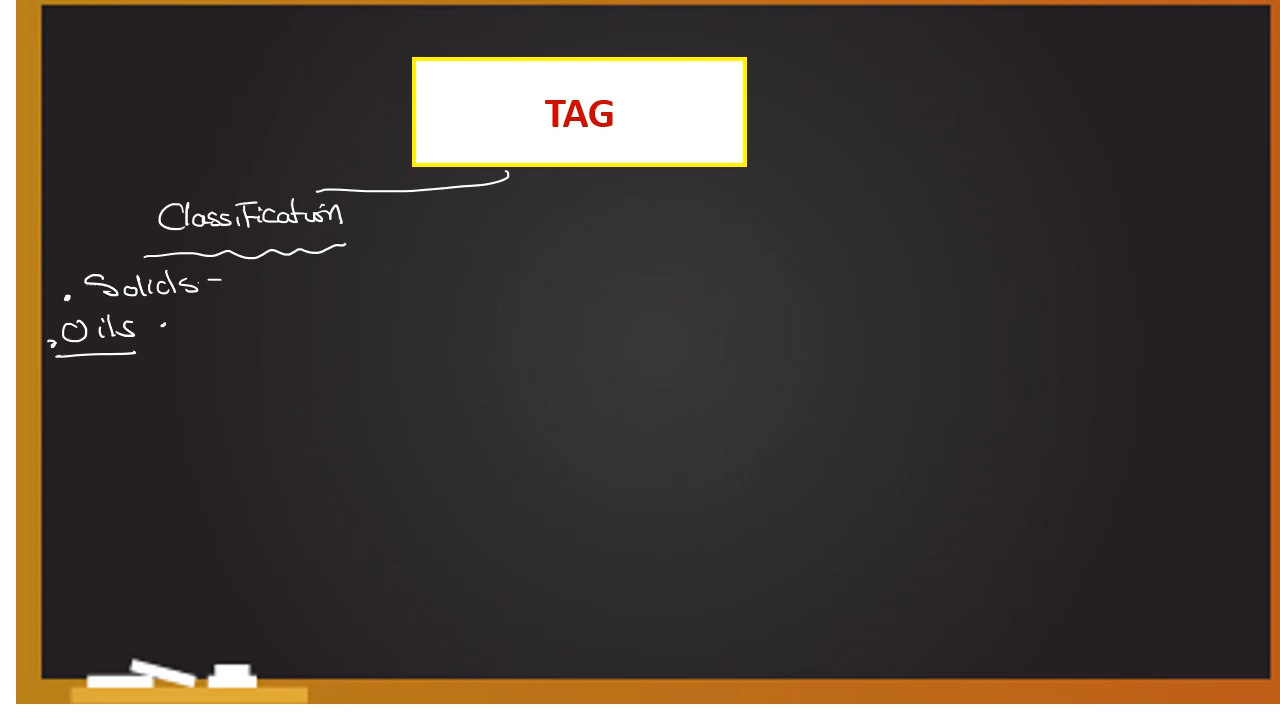 TAG
Classification
. Solids -
. Oils .